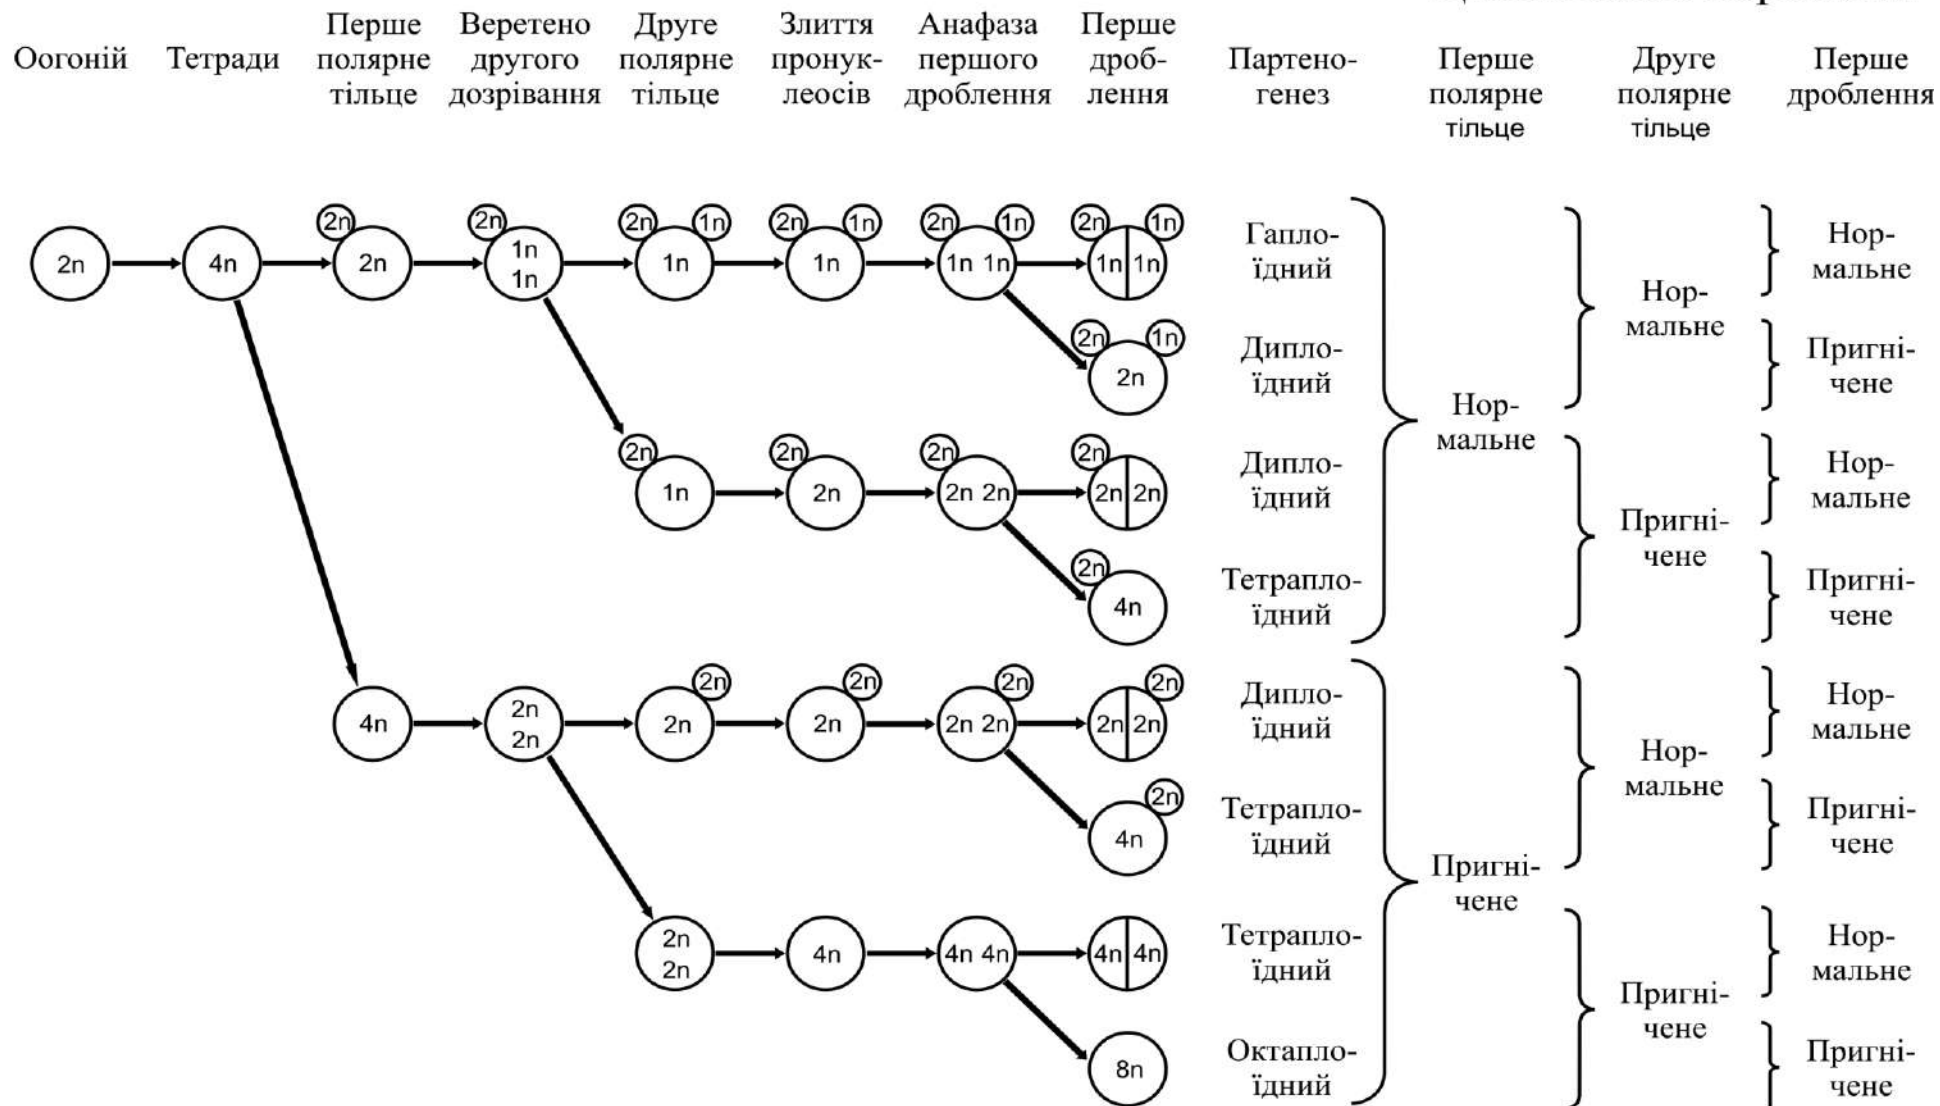 Оогоній
Тетради
Перше
полярне
тільце
Веретено
другого
дозрівання
Друге
полярне
тільце
Злиття
пронук-
леосів
Анафаза
першого
дроблення
Перше
дроб-
лення
Партено-
генез
Перше
полярне
тільце
Друге
полярне
тільце
Перше
дроблення
2n 1n 2n 1n 2n 1n 2n 1n
2n 2n
2n
4n
2n
1n
1n
1n
1n
1n 1n
1n 1n
Гапло-
їдний
Нор-
мальне
2n 1n
2n
Дипло-
їдний
Нор-
мальне
Пригні-
чене
Нор-
мальне
2n 2n 2n 2n
1n
2n
2n 2n
2n 2n
Дипло-
їдний
Нор-
мальне
Пригні-
чене
2n
4n
Тетрапло-
їдний
Пригні-
чене
2n 2n 2n 2n
4n
2n
2n
2n
2n
2n 2n
2n 2n
Дипло-
їдний
Нор-
мальне
Нор-
мальне
2n
4n
Тетрапло-
їдний
Пригні-
чене
Пригні-
чене
2n
2n
4n
4n 4n
4n 4n
Тетрапло-
їдний
Нор-
мальне
Пригні-
чене
8n
Октапло-
їдний
Пригні-
чене